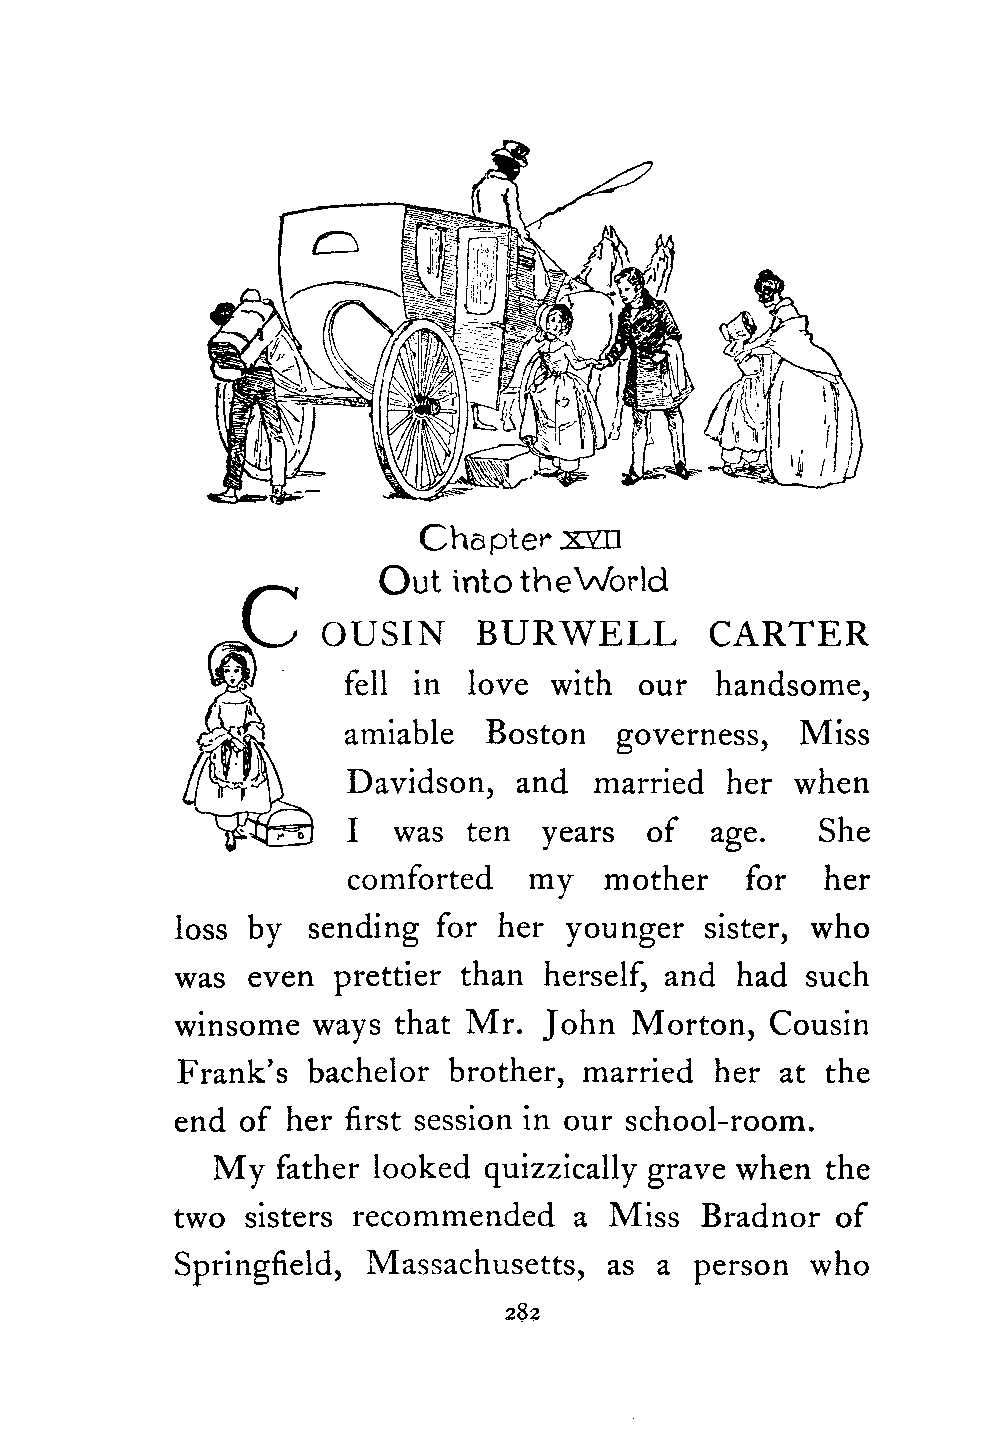 Chapter XVII
Out into the World
COUSIN BURWELL CARTER
fell in love with our handsome,
amiable Boston governess, Miss
Davidson, and married her when
I was ten years of age. She
comforted my mother for her
loss by sending for her younger sister, who
was even prettier than herself, and had such
winsome ways that Mr. John Morton, Cousin
Frank's bachelor brother, married her at the
end of her first session in our school-room.
My father looked quizzically grave when the
two sisters recommended a Miss Bradnor of
Springfield, Massachusetts, as a person who
282